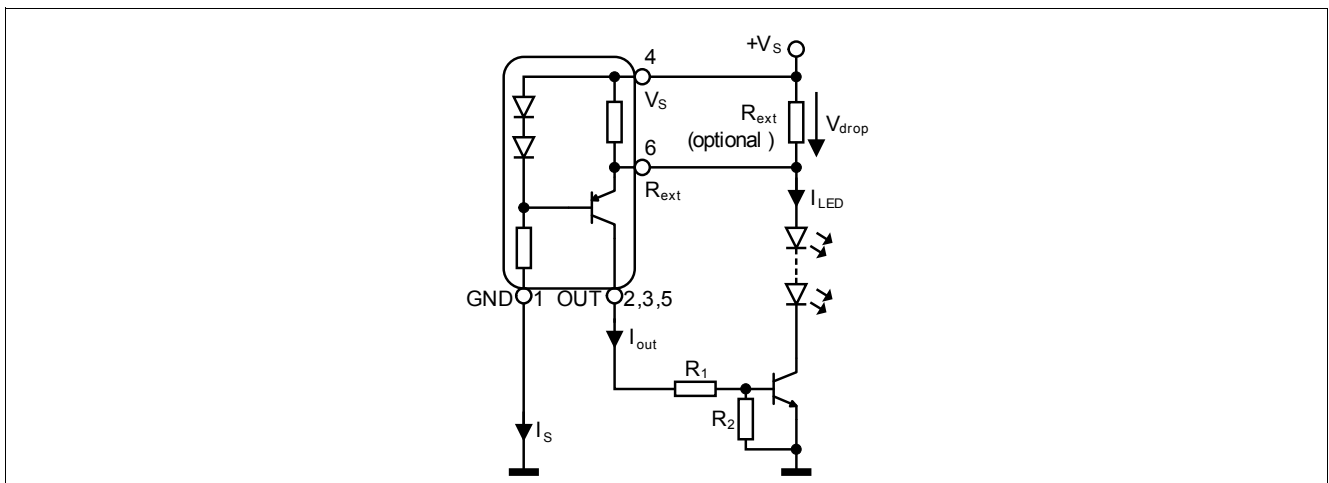 +VS
4
VS
Rext
(optional )
Vdrop
6
Rext
ILED
GND 1 OUT 2,3,5
Iout
R1
R2
IS